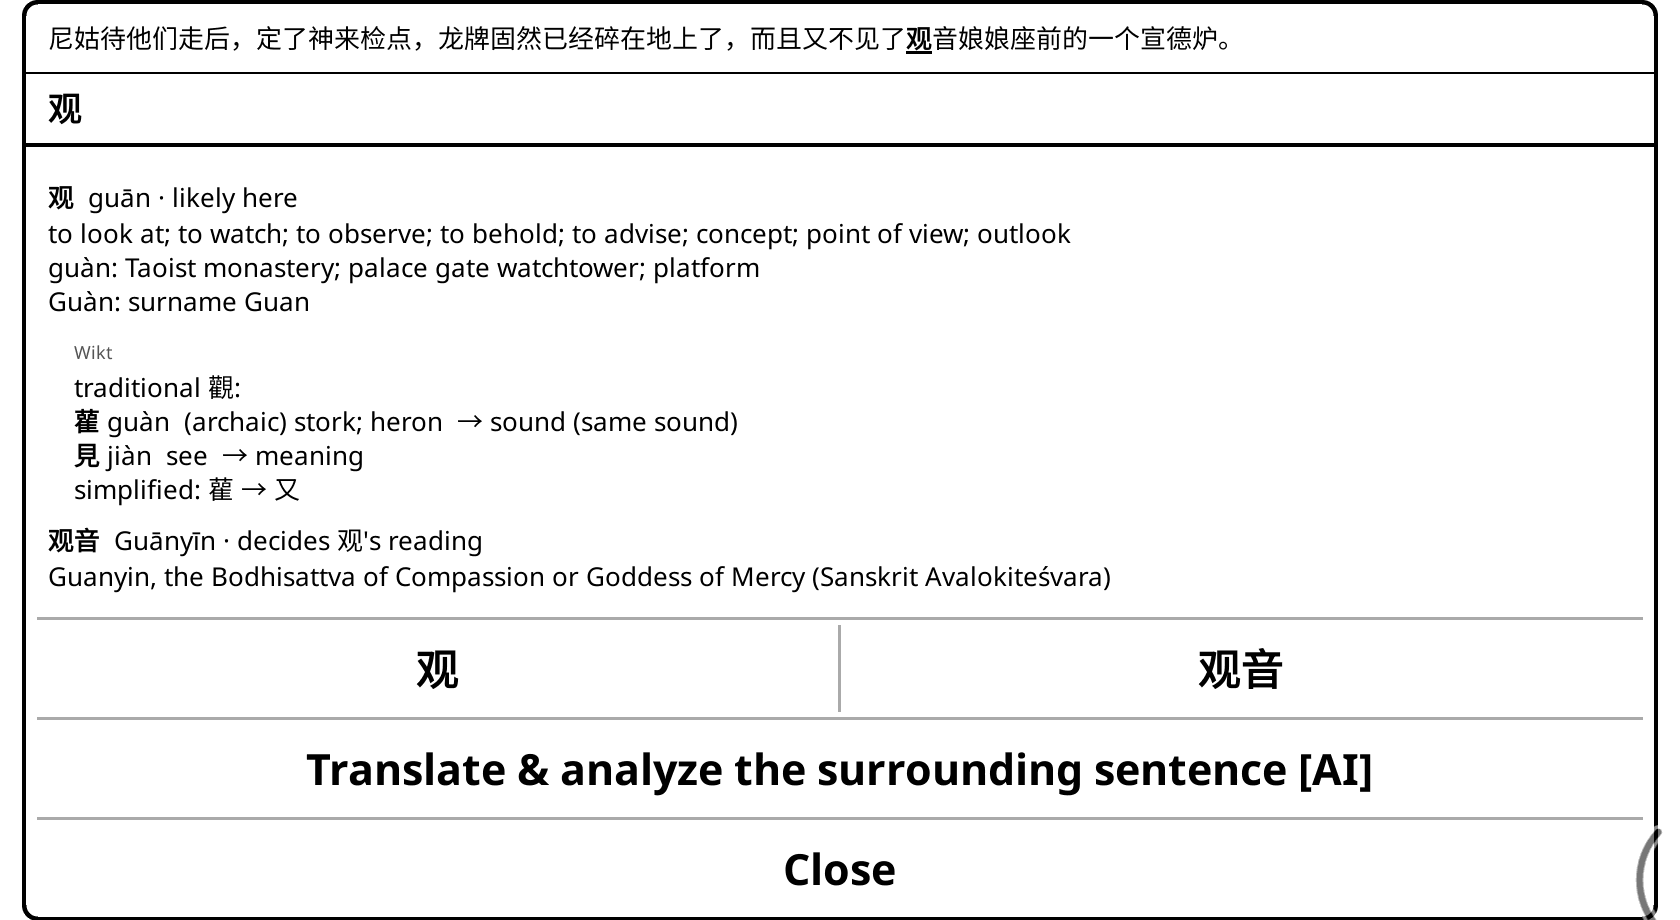 尼姑待他们走后，定了神来检点，龙牌固然已经碎在地上了，而且又不见了观音娘娘座前的一个宣德炉。
观
观 guān · likely here
to look at; to watch; to observe; to behold; to advise; concept; point of view; outlook
guàn: Taoist monastery; palace gate watchtower; platform
Guàn: surname Guan
Wikt
traditional 觀:
雚 guàn (archaic) stork; heron → sound (same sound)
見 jiàn see → meaning
simplified: 雚 → 又
观音 Guānyīn · decides 观's reading
Guanyin, the Bodhisattva of Compassion or Goddess of Mercy (Sanskrit Avalokiteśvara)
观 观音
Translate & analyze the surrounding sentence [AI]
Close